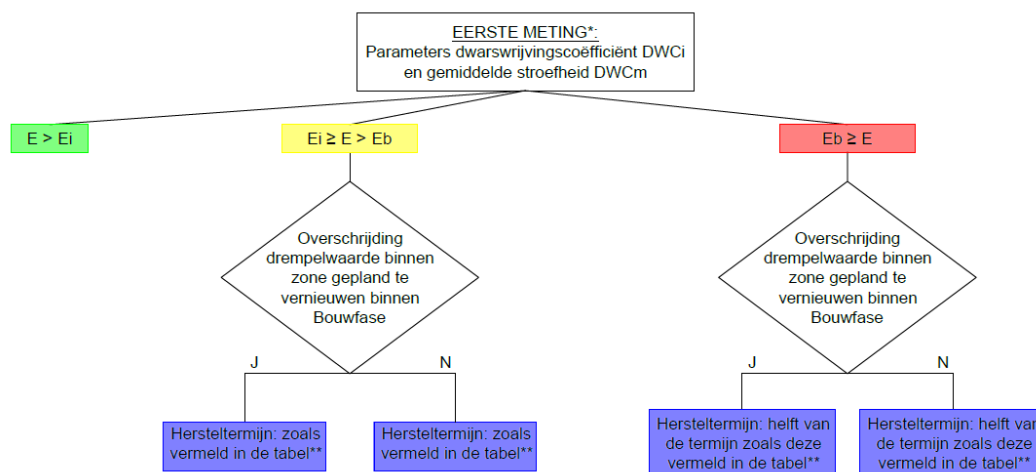 EERSTE METING*:
Parameters dwarswrijvingscoëfficiënt DWCi
en gemiddelde stroefheid DWCm
E > Ei
Ei ≥ E > Eb
Eb ≥ E
Overschrijding
drempelwaarde binnen
zone gepland te
vernieuwen binnen
Bouwfase
Overschrijding
drempelwaarde binnen
zone gepland te
vernieuwen binnen
Bouwfase
J
N
J
N
Hersteltermijn: zoals
vermeld in de tabel**
Hersteltermijn: zoals
vermeld in de tabel**
Hersteltermijn: helft van
de termijn zoals deze
vermeld in de tabel**
Hersteltermijn: helft van
de termijn zoals deze
vermeld in de tabel**